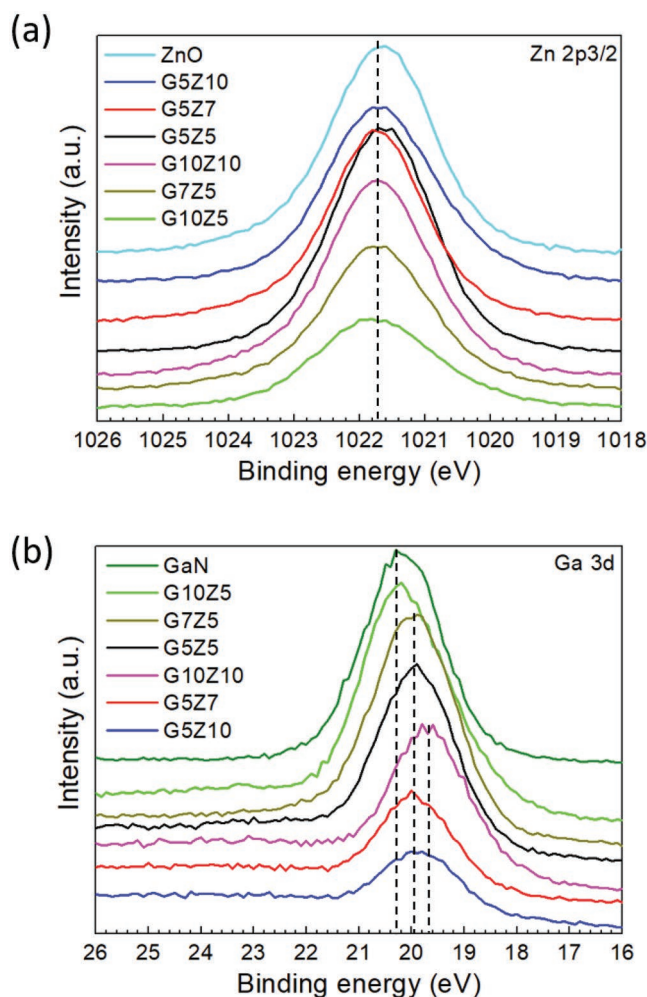 (a)
Zn 2p3/2
ZnO
G5Z10
G5Z7
G5Z5
G10Z10
G7Z5
G10Z5
Intensity (a.u.)
1026 1025 1024 1023 1022 1021 1020 1019 1018
Binding energy (eV)
(b)
Ga 3d
GaN
G10Z5
G7Z5
G5Z5
G10Z10
G5Z7
G5Z10
Intensity (a.u.)
26 25 24 23 22 21 20 19 18 17 16
Binding energy (eV)